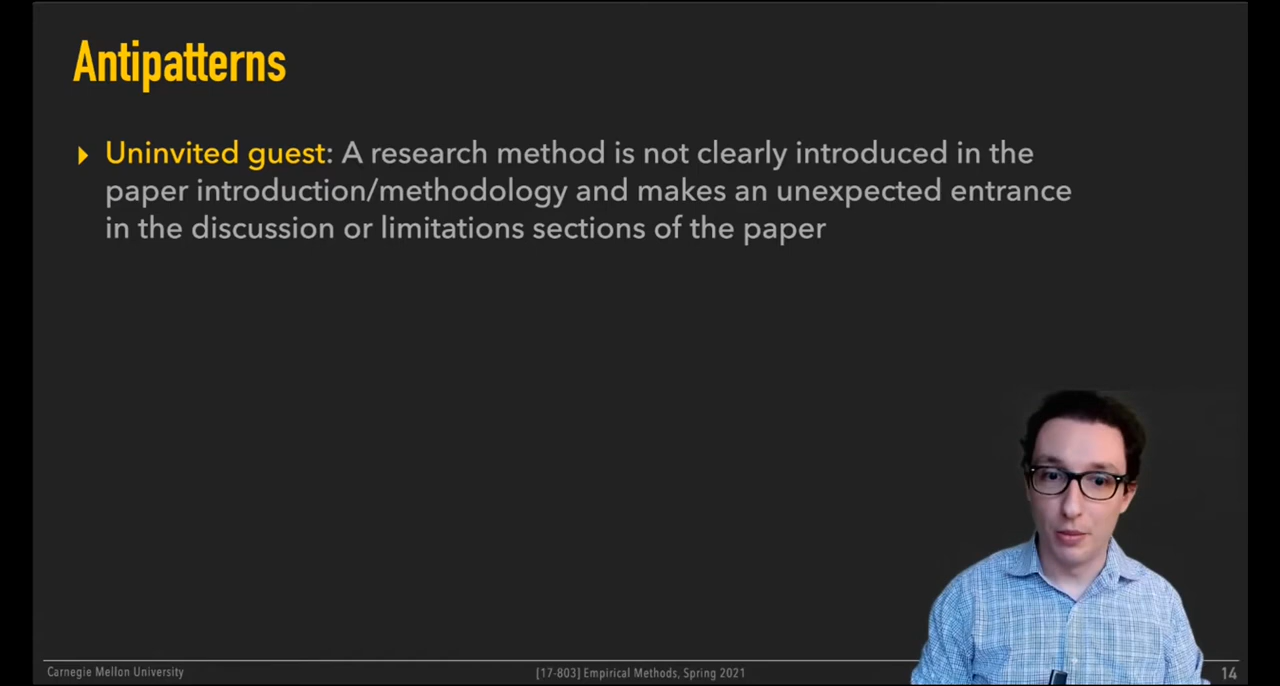 Antipatterns
Uninvited guest: A research method is not clearly introduced in the
paper introduction/methodology and makes an unexpected entrance
in the discussion or limitations sections of the paper
Carnegie Mellon University
[17-803] Empirical Methods, Spring 2021
14